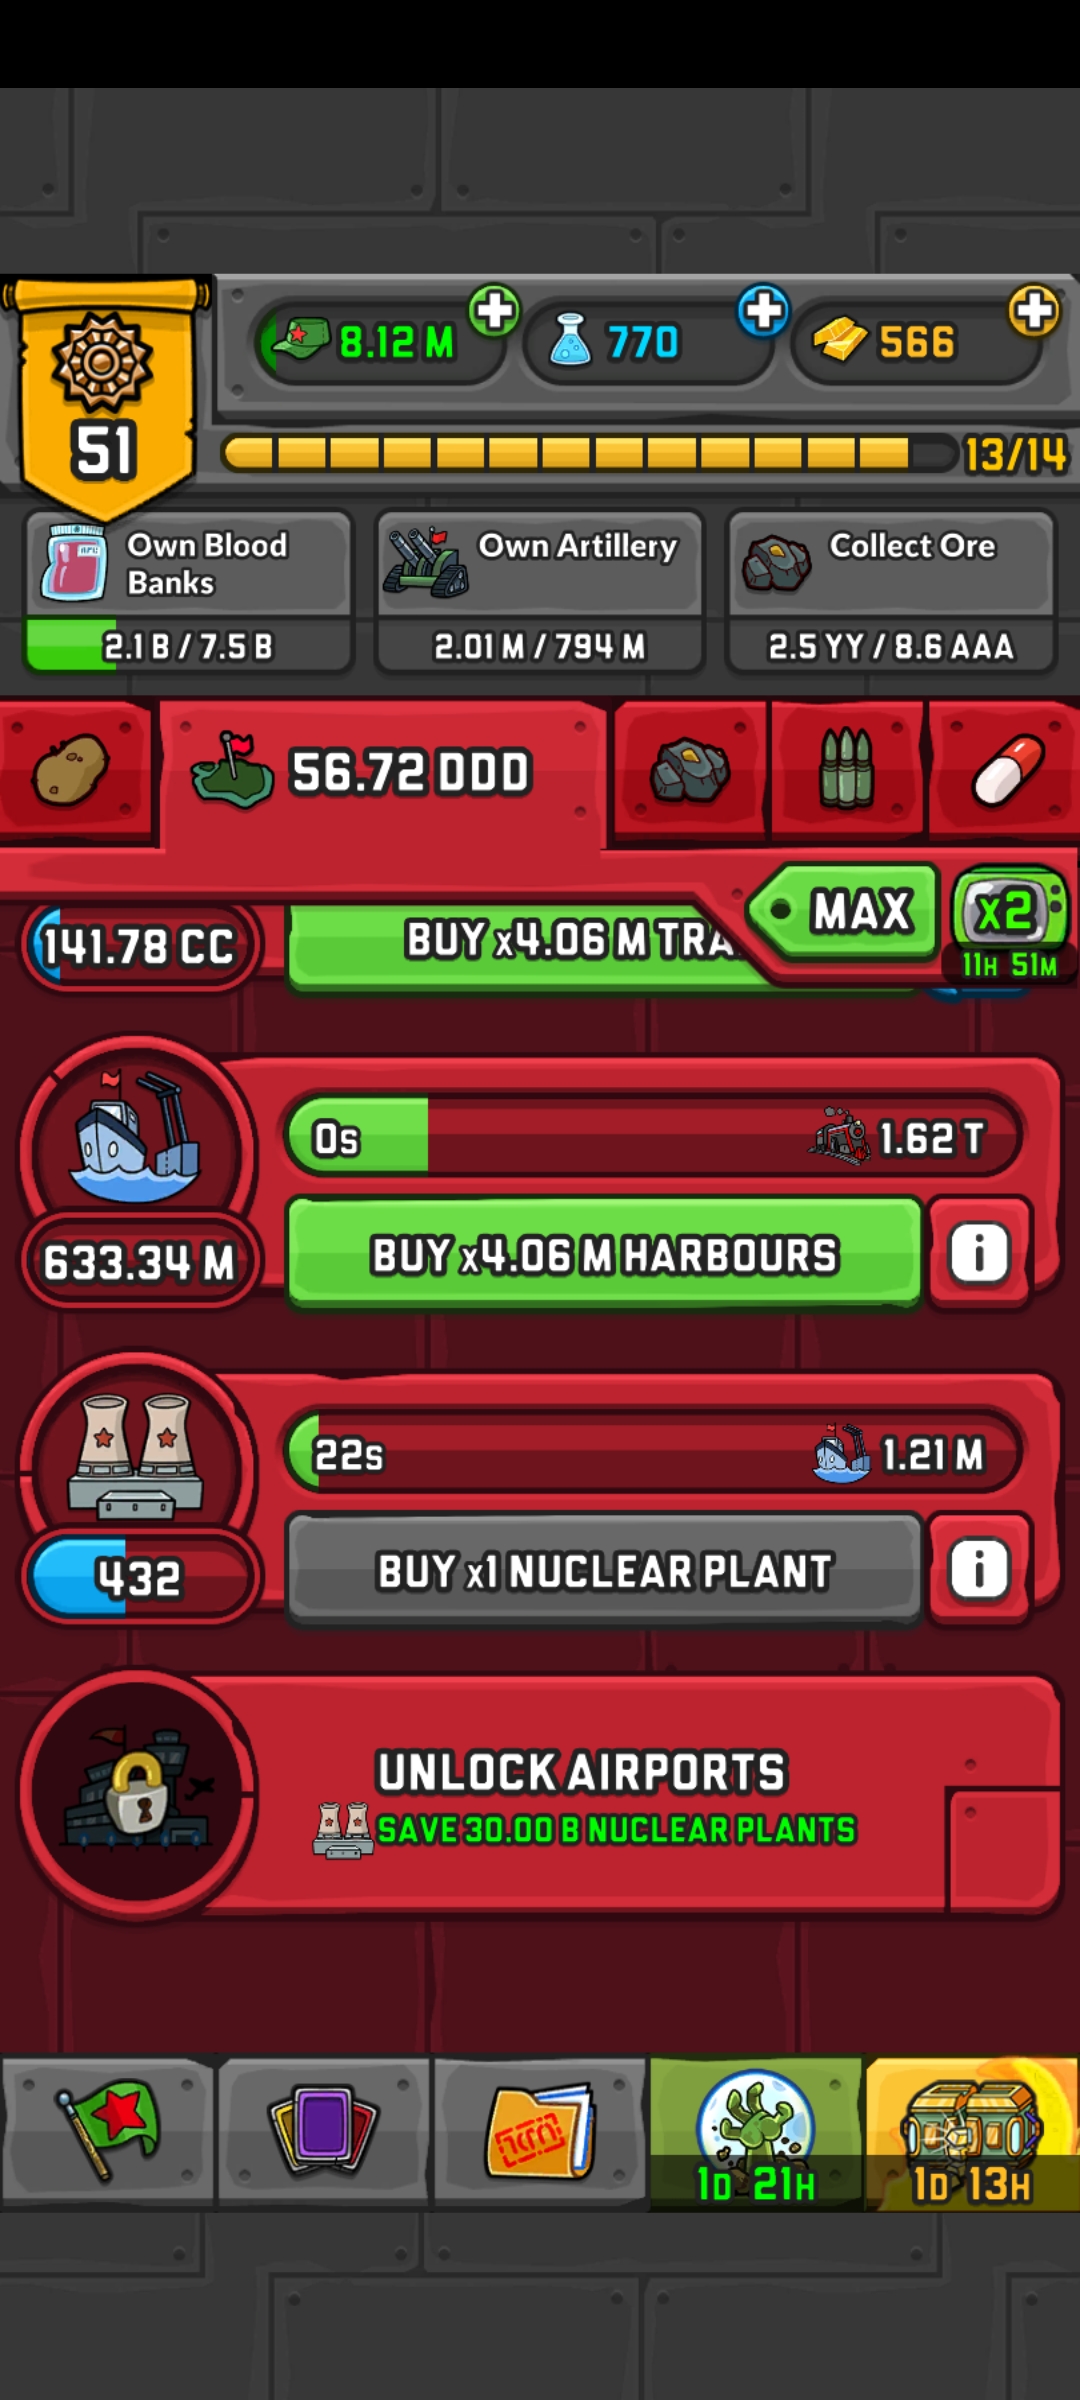 8.12 M
770
566
51
13/14
Own Blood
Banks
Own Artillery
Collect Ore
2.1 B / 7.5 B
2.01 M / 794 M
2.5 YY / 8.6 AAA
56.72 DDD
MAX
x2
11H 51M
141.78 CC
BUY x4.06 M TRA
0s
1.62 T
633.34 M
BUY x4.06 M HARBOURS
i
22s
1.21 M
432
BUY x1 NUCLEAR PLANT
i
UNLOCK AIRPORTS
SAVE 30.00 B NUCLEAR PLANTS
1D 21H
1D 13H